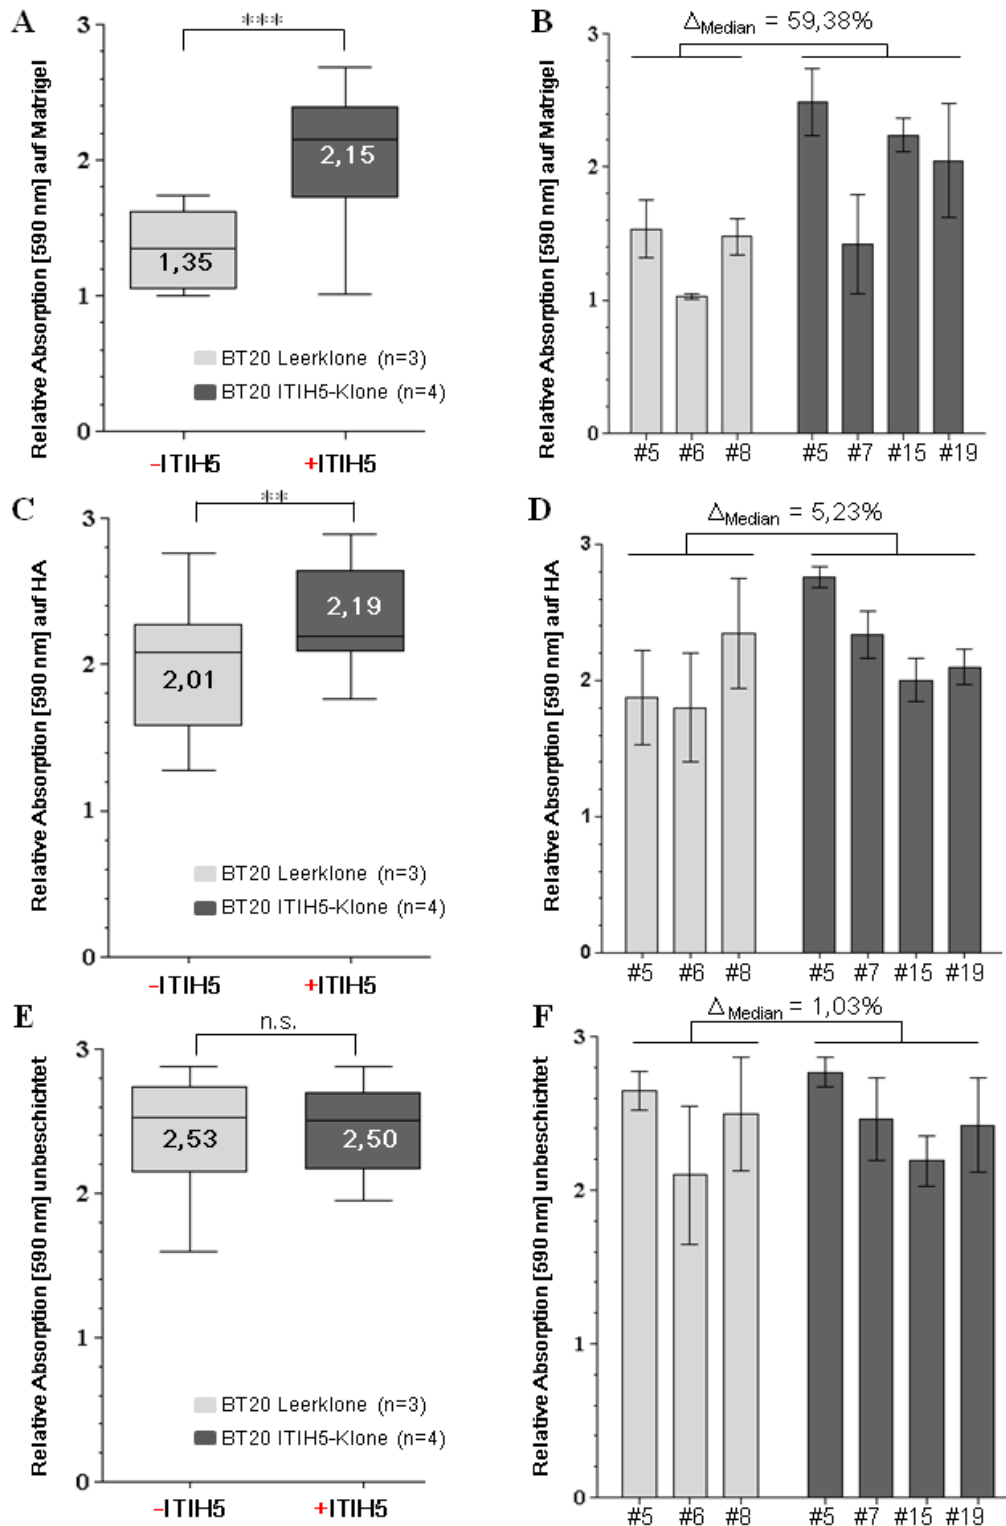 A
Relative Absorption [590 nm] auf Matrigel
3
2
1
0
***
1,35
2,15
BT20 Leerklone (n=3)
BT20 ITIH5-Klone (n=4)
-ITIH5 +ITIH5
B
Relative Absorption [590 nm] auf Matrigel
Δ Median = 59,38%
3
2
1
0
#5 #6 #8 #5 #7 #15 #19
C
Relative Absorption [590 nm] auf HA
3
2
1
0
**
2,01
2,19
BT20 Leerklone (n=3)
BT20 ITIH5-Klone (n=4)
-ITIH5 +ITIH5
D
Relative Absorption [590 nm] auf HA
Δ Median = 5,23%
3
2
1
0
#5 #6 #8 #5 #7 #15 #19
E
Relative Absorption [590 nm] unbeschichtet
3
2
1
0
n.s.
2,53
2,50
BT20 Leerklone (n=3)
BT20 ITIH5-Klone (n=4)
-ITIH5 +ITIH5
F
Relative Absorption [590 nm] unbeschichtet
Δ Median = 1,03%
3
2
1
0
#5 #6 #8 #5 #7 #15 #19